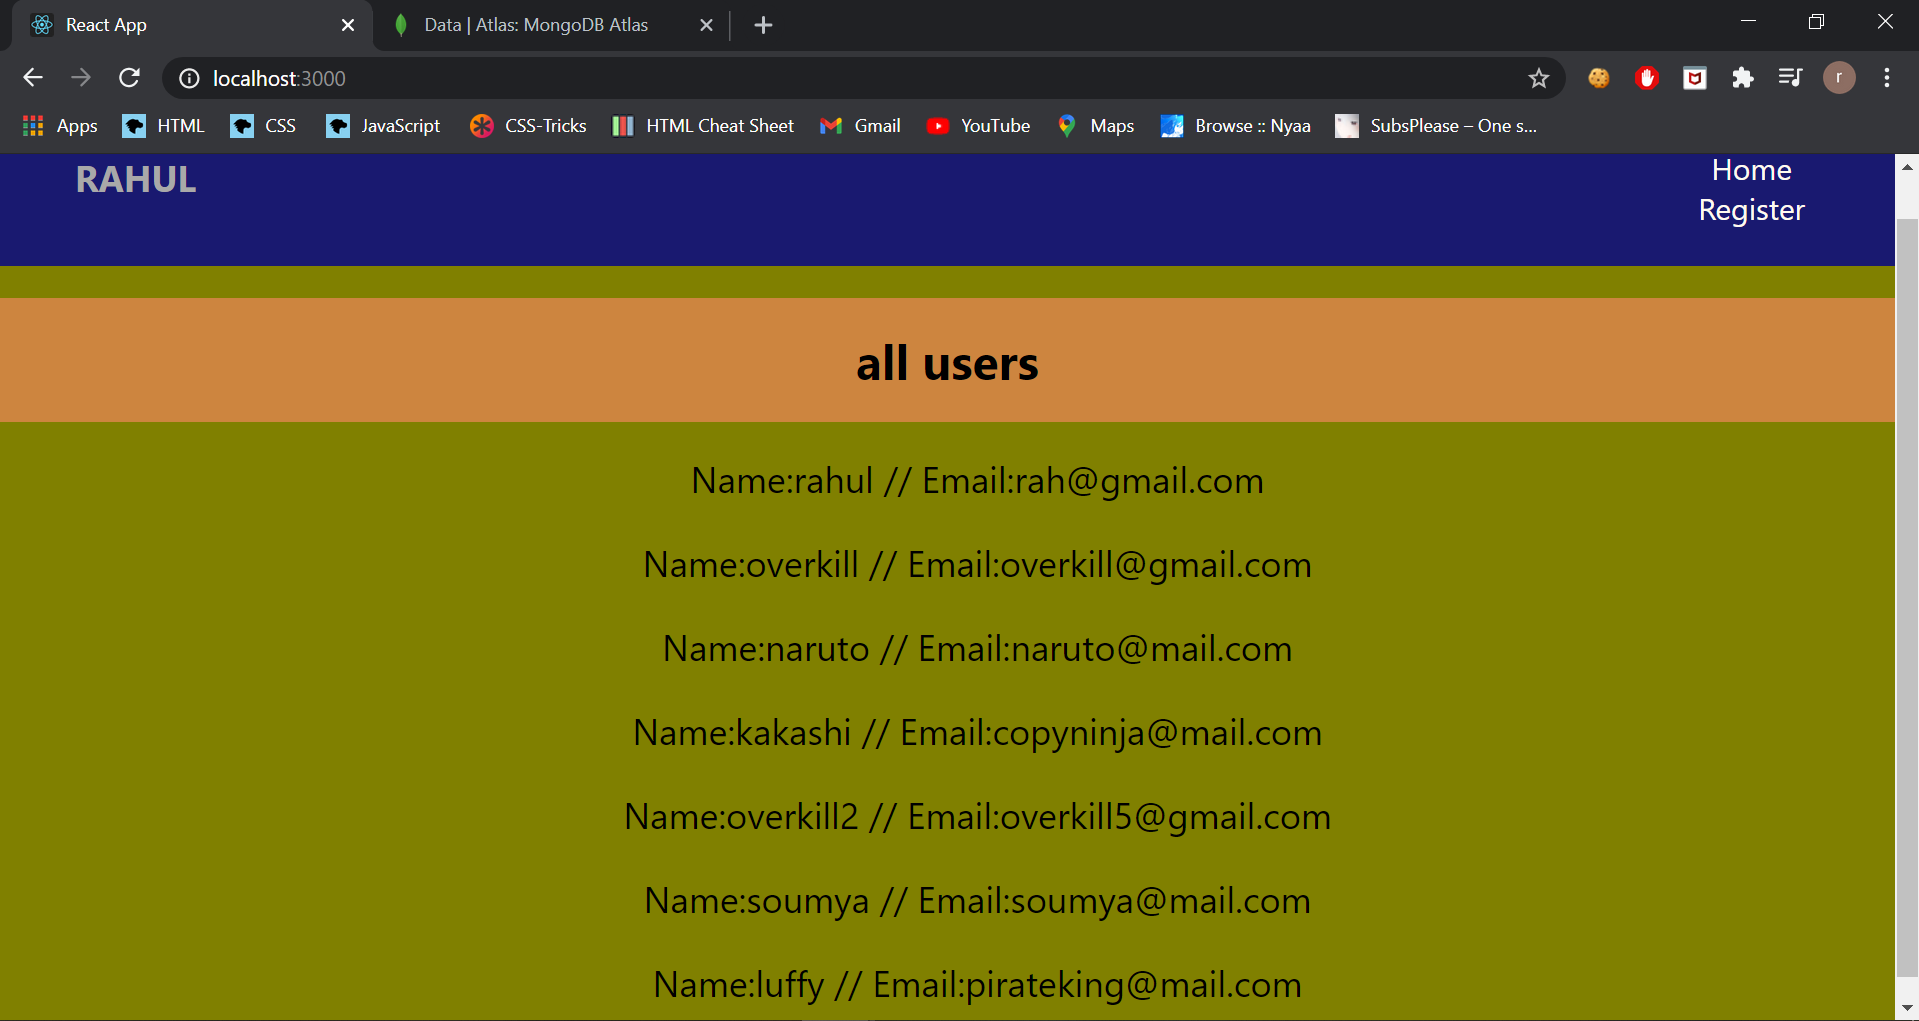 React App
Data | Atlas: MongoDB Atlas
localhost:3000
r
Apps HTML CSS JavaScript CSS-Tricks HTML Cheat Sheet Gmail YouTube Maps Browse :: Nyaa SubsPlease – One s...
RAHUL
Home
Register
all users
Name:rahul // Email:rah@gmail.com
Name:overkill // Email:overkill@gmail.com
Name:naruto // Email:naruto@mail.com
Name:kakashi // Email:copyninja@mail.com
Name:overkill2 // Email:overkill5@gmail.com
Name:soumya // Email:soumya@mail.com
Name:luffy // Email:pirateking@mail.com